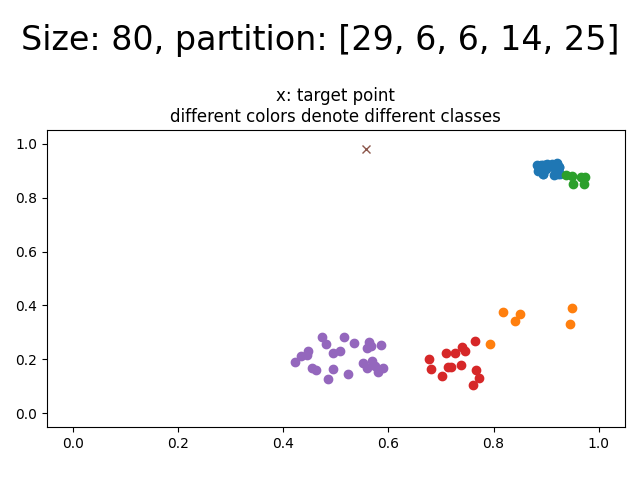 Size: 80, partition: [29, 6, 6, 14, 25]
x: target point
different colors denote different classes
1.0
0.8
0.6
0.4
0.2
0.0
0.0 0.2 0.4 0.6 0.8 1.0